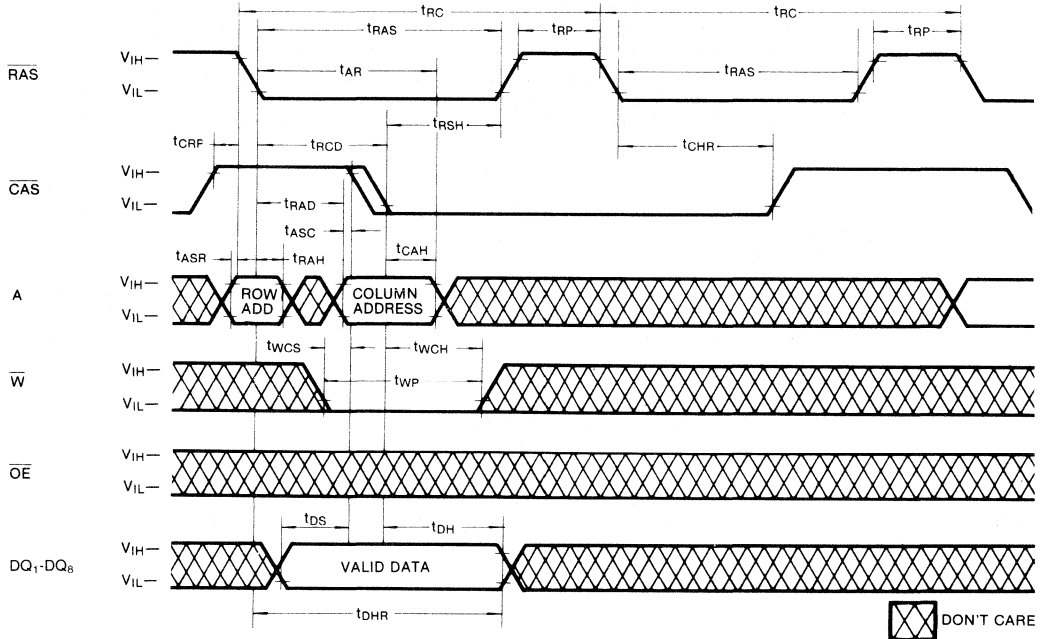 tRC tRC
tRAS tRP tRP
RAS VIH
tAR tRAS
VIL
tRSH
tCRP tRCD tCHR
CAS VIH
VIL
tRAD
tASC
tASR tRAH tCAH
A VIH
ROW ADD COLUMN ADDRESS
VIL
tWCS tWCH
W VIH
tWP
VIL
OE VIH
VIL
tDS tDH
DQ1-DQ8 VIH
VALID DATA
VIL
tDHR
DON'T CARE